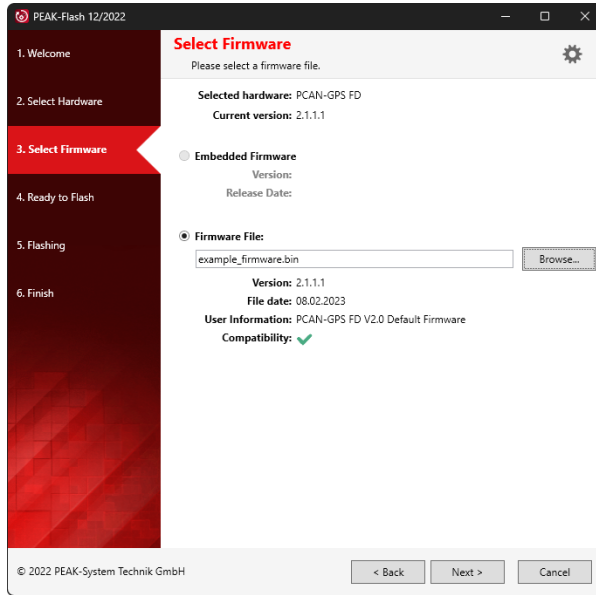 PEAK-Flash 12/2022
1. Welcome
2. Select Hardware
3. Select Firmware
4. Ready to Flash
5. Flashing
6. Finish
Select Firmware
Please select a firmware file.
Selected hardware: PCAN-GPS FD
Current version: 2.1.1.1
Embedded Firmware
Version:
Release Date:
Firmware File:
example_firmware.bin
Browse...
Version: 2.1.1.1
File date: 08.02.2023
User Information: PCAN-GPS FD V2.0 Default Firmware
Compatibility:
© 2022 PEAK-System Technik GmbH
< Back
Next >
Cancel